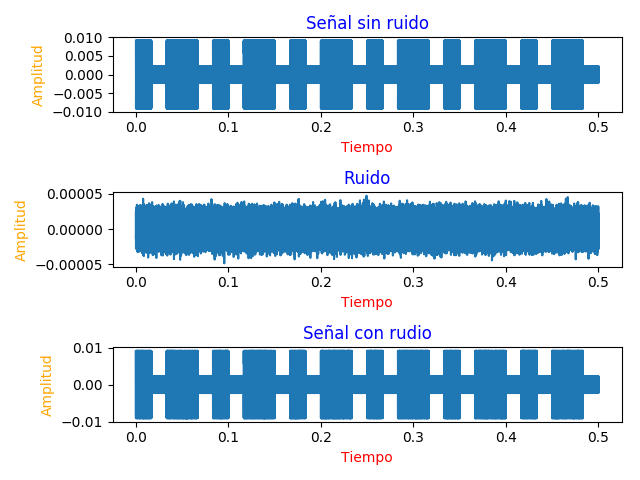 Señal sin ruido
0.010
0.005
0.000
−0.005
−0.010
Amplitud
0.0 0.1 0.2 0.3 0.4 0.5
Tiempo
Ruido
0.00005
0.00000
−0.00005
Amplitud
0.0 0.1 0.2 0.3 0.4 0.5
Tiempo
Señal con rudio
0.01
0.00
−0.01
Amplitud
0.0 0.1 0.2 0.3 0.4 0.5
Tiempo